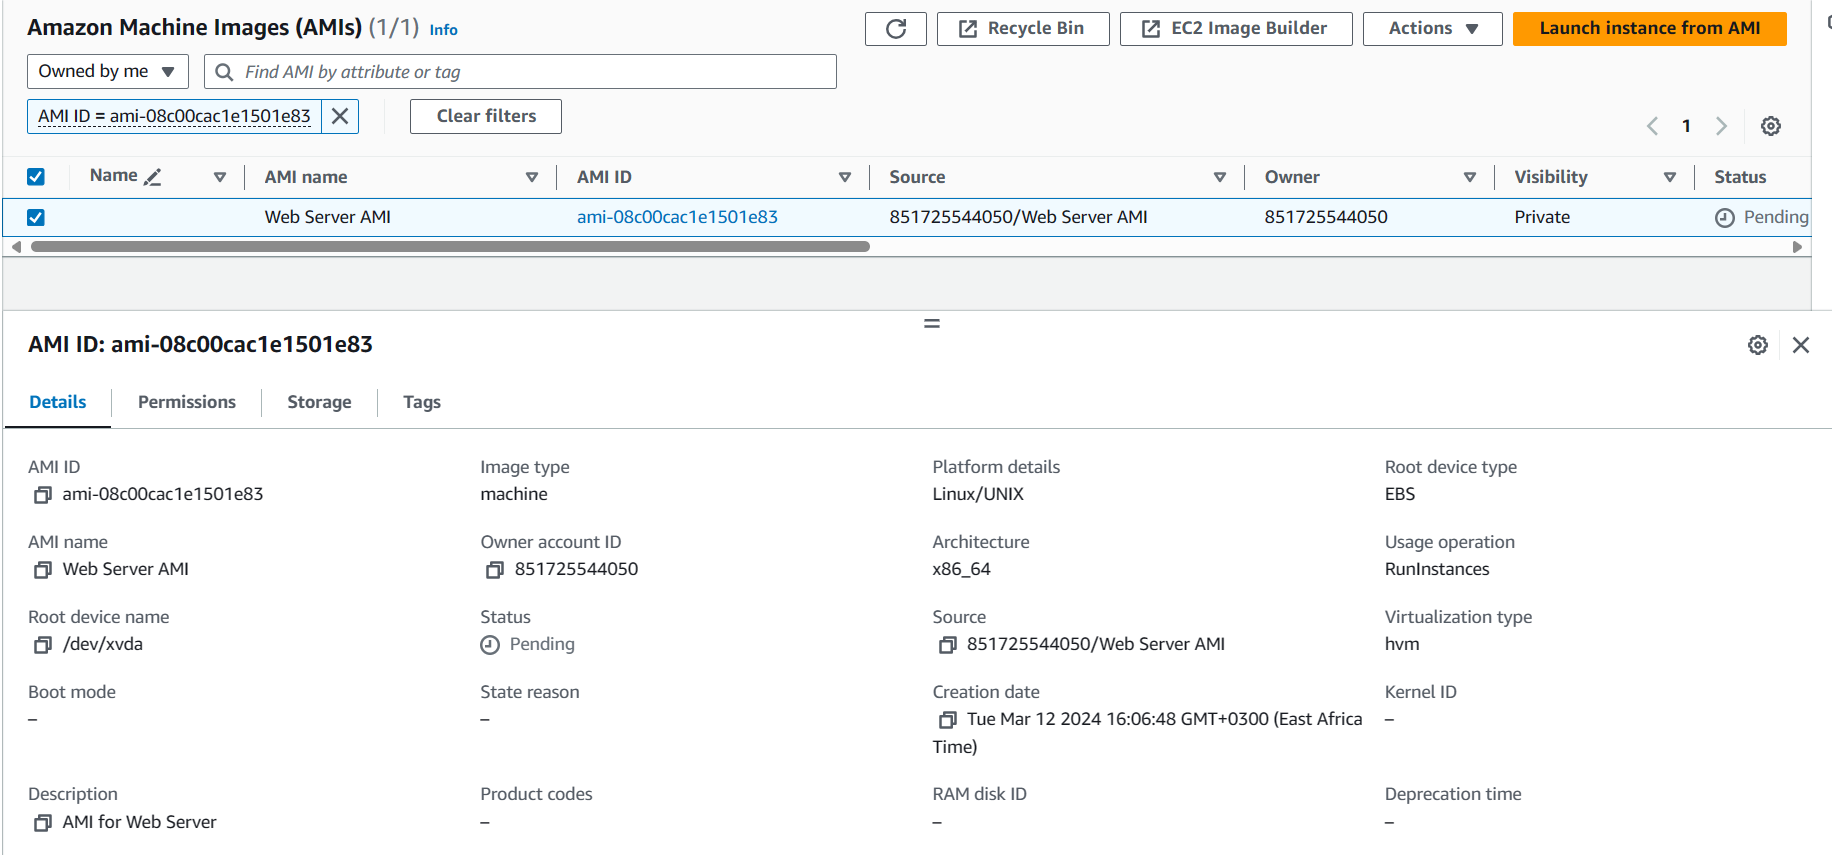 Amazon Machine Images (AMIs) (1/1) Info
Recycle Bin
EC2 Image Builder
Actions
Launch instance from AMI
Owned by me
Find AMI by attribute or tag
AMI ID = ami-08c00cac1e1501e83
Clear filters
1
Name AMI name AMI ID Source Owner Visibility Status
Web Server AMI ami-08c00cac1e1501e83 851725544050/Web Server AMI 851725544050 Private Pending
AMI ID: ami-08c00cac1e1501e83
Details Permissions Storage Tags
AMI ID Image type Platform details Root device type
ami-08c00cac1e1501e83 machine Linux/UNIX EBS
AMI name Owner account ID Architecture Usage operation
Web Server AMI 851725544050 x86_64 RunInstances
Root device name Status Source Virtualization type
/dev/xvda Pending 851725544050/Web Server AMI hvm
Boot mode State reason Creation date Kernel ID
– – Tue Mar 12 2024 16:06:48 GMT+0300 (East Africa –
Time)
Description Product codes RAM disk ID Deprecation time
AMI for Web Server – – –